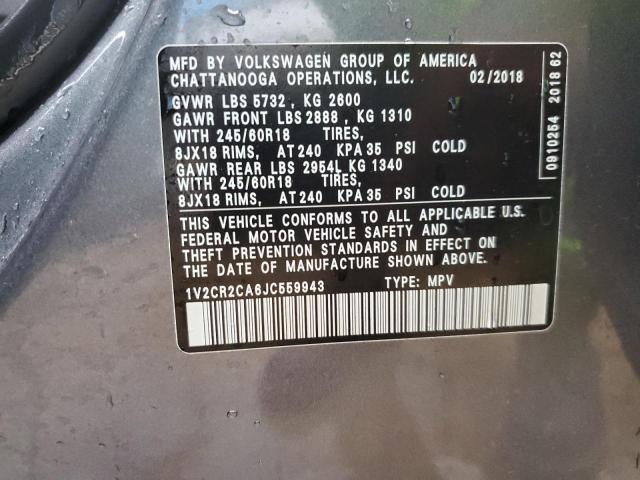 MFD BY VOLKSWAGEN GROUP OF AMERICA
CHATTANOOGA OPERATIONS, LLC. 02/2018
GVWR LBS 5732 , KG 2600
GAWR FRONT LBS 2888 , KG 1310
WITH 245/60R18 TIRES,
8JX18 RIMS, AT 240 KPA 35 PSI COLD
GAWR REAR LBS 2954L KG 1340
WITH 245/60R18 TIRES,
8JX18 RIMS, AT 240 KPA 35 PSI COLD
THIS VEHICLE CONFORMS TO ALL APPLICABLE U.S.
FEDERAL MOTOR VEHICLE SAFETY AND
THEFT PREVENTION STANDARDS IN EFFECT ON
THE DATE OF MANUFACTURE SHOWN ABOVE.
1V2CR2CA6JC559943 TYPE: MPV
0910254 2018 62